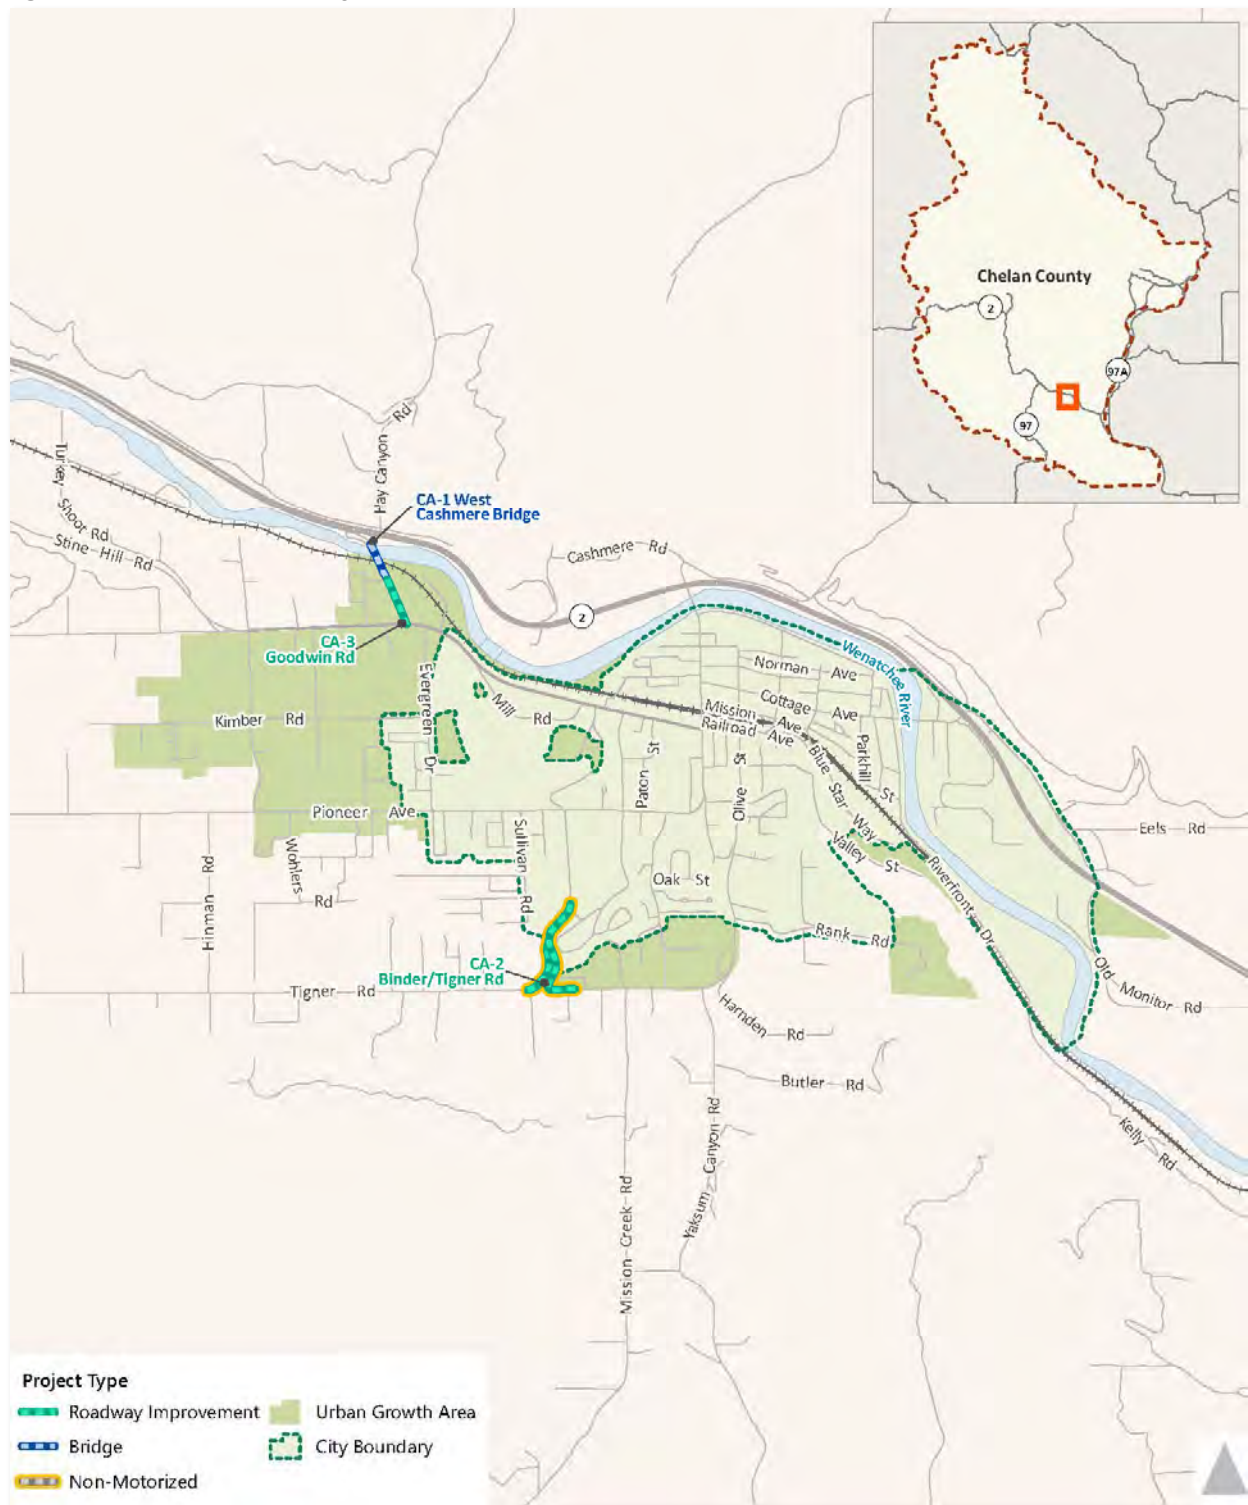 Chelan County
2
97A
97
Hay Canyon Rd
CA-1 West
Cashmere Bridge
Turkey Shoot Rd
Stine Hill Rd
Cashmere Rd
2
CA-3
Goodwin Rd
Wenatchee River
Norman Ave
Evergreen Dr
Mill Rd
Cottage Ave
Mission Ave
Railroad Ave
Kimber Rd
Paton St
Olive St
Blue Star Way
Parkhill St
Pioneer Ave
Eels Rd
Sullivan Rd
Valley St
Hinman Rd
Wohlers Rd
Oak St
Riverfront Dr
Rank Rd
CA-2
Binder/Tigner Rd
Tigner Rd
Old Monitor Rd
Harnden Rd
Butler Rd
Kelly Rd
Mission Creek Rd
Yaksum Canyon Rd
Project Type
Roadway Improvement
Urban Growth Area
Bridge
City Boundary
Non-Motorized